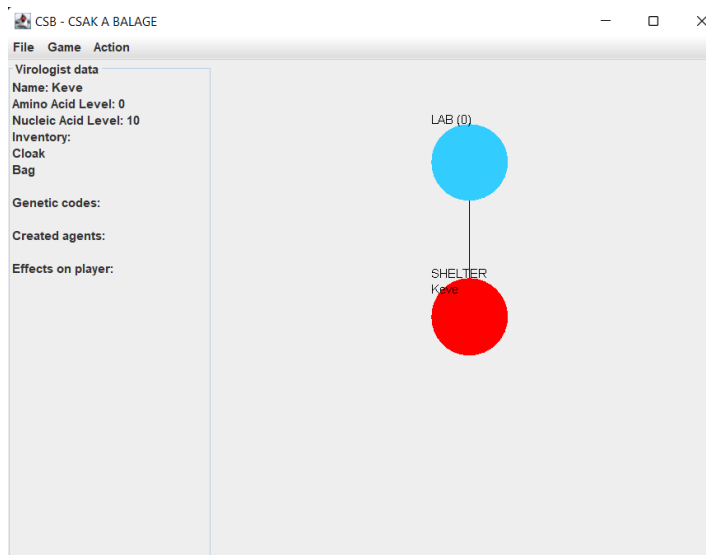 CSB - CSAK A BALAGE
File Game Action
Virologist data
Name: Keve
Amino Acid Level: 0
Nucleic Acid Level: 10
Inventory:
Cloak
Bag
Genetic codes:
Created agents:
Effects on player:
LAB (0)
SHELTER
Keve